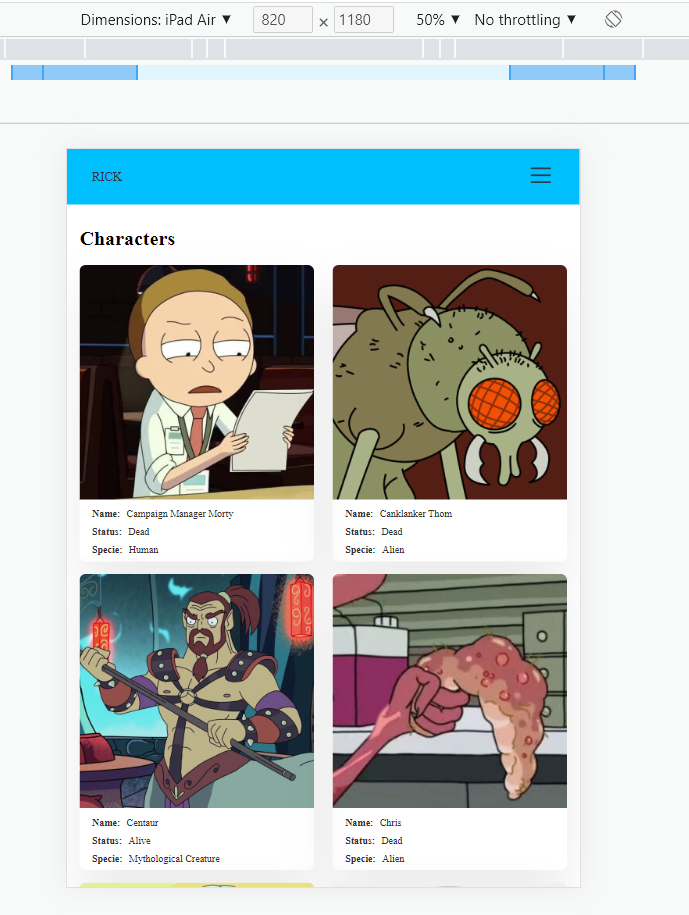 Dimensions: iPad Air ▼ 820 × 1180 50% ▼ No throttling ▼
RICK
Characters
Name: Campaign Manager Morty
Status: Dead
Specie: Human
Name: Canklanker Thom
Status: Dead
Specie: Alien
Name: Centaur
Status: Alive
Specie: Mythological Creature
Name: Chris
Status: Dead
Specie: Alien